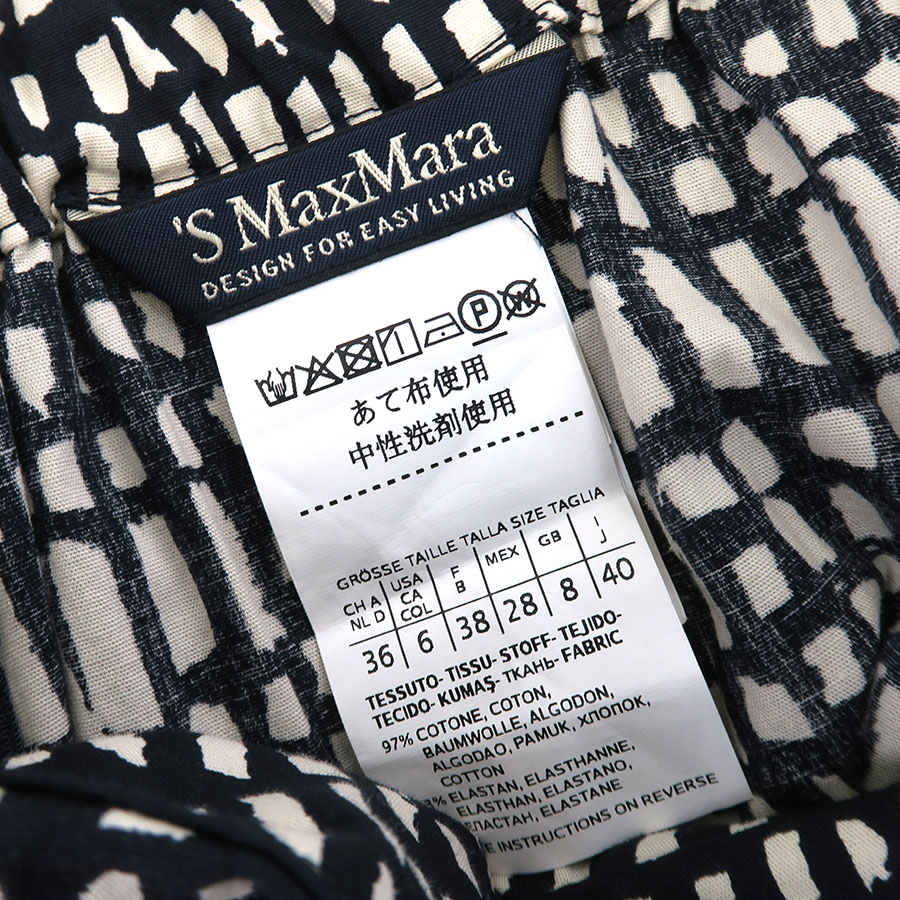 'S MaxMara
DESIGN FOR EASY LIVING
P W
あて布使用
中性洗剤使用
GRÖSSE TAILLE TALLA SIZE TAGLIA
CH A NL D USA CA COL F B MEX GB I J
36 6 38 28 8 40
TESSUTO-TISSU-STOFF-TEJIDO-
TECIDO-KUMAŞ-ТКАНЬ-FABRIC
97% COTONE, COTON,
BAUMWOLLE, ALGODON,
ALGODAO, PAMUK, ХЛОПОК,
COTTON
3% ELASTAN, ELASTHANNE,
ELASTHAN, ELASTANO,
ЛАСТАН, ELASTANE
INSTRUCTIONS ON REVERSE